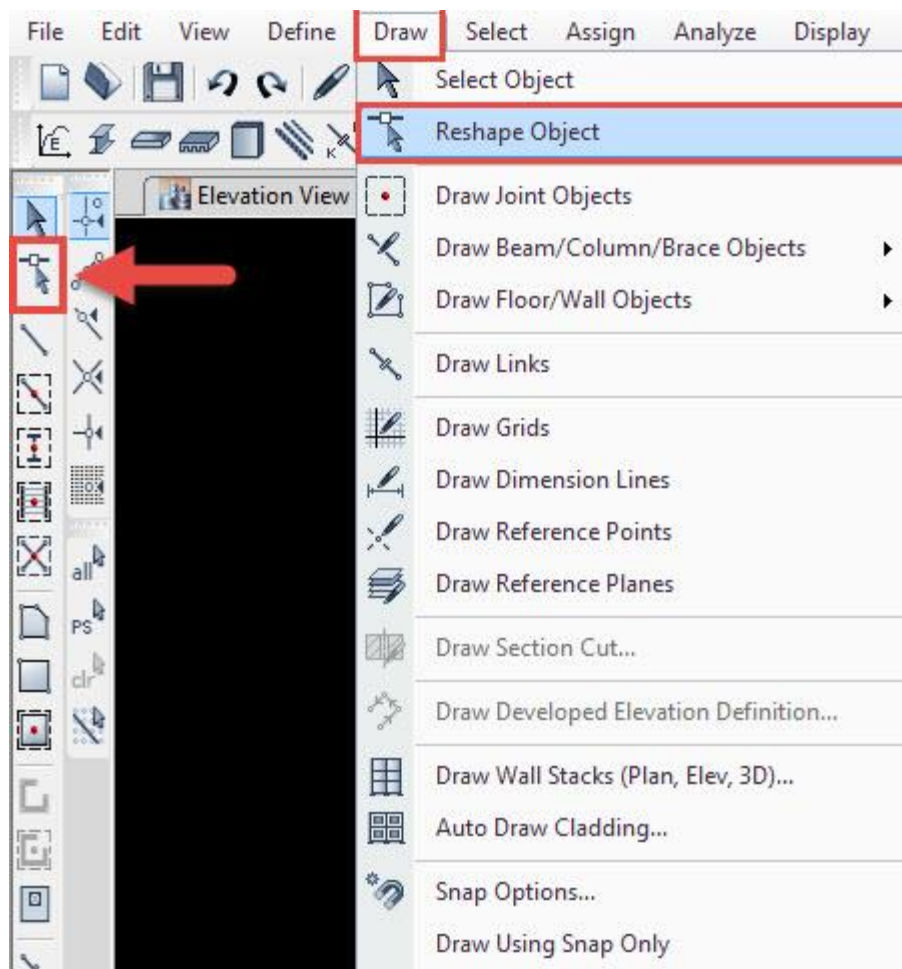 File Edit View Define Draw Select Assign Analyze Display
Select Object
E K Reshape Object
Elevation View
Draw Joint Objects
Draw Beam/Column/Brace Objects
Draw Floor/Wall Objects
Draw Links
Draw Grids
Draw Dimension Lines
all Draw Reference Points
Draw Reference Planes
PS
Draw Section Cut...
clr
Draw Developed Elevation Definition...
Draw Wall Stacks (Plan, Elev, 3D)...
Auto Draw Cladding...
Snap Options...
Draw Using Snap Only